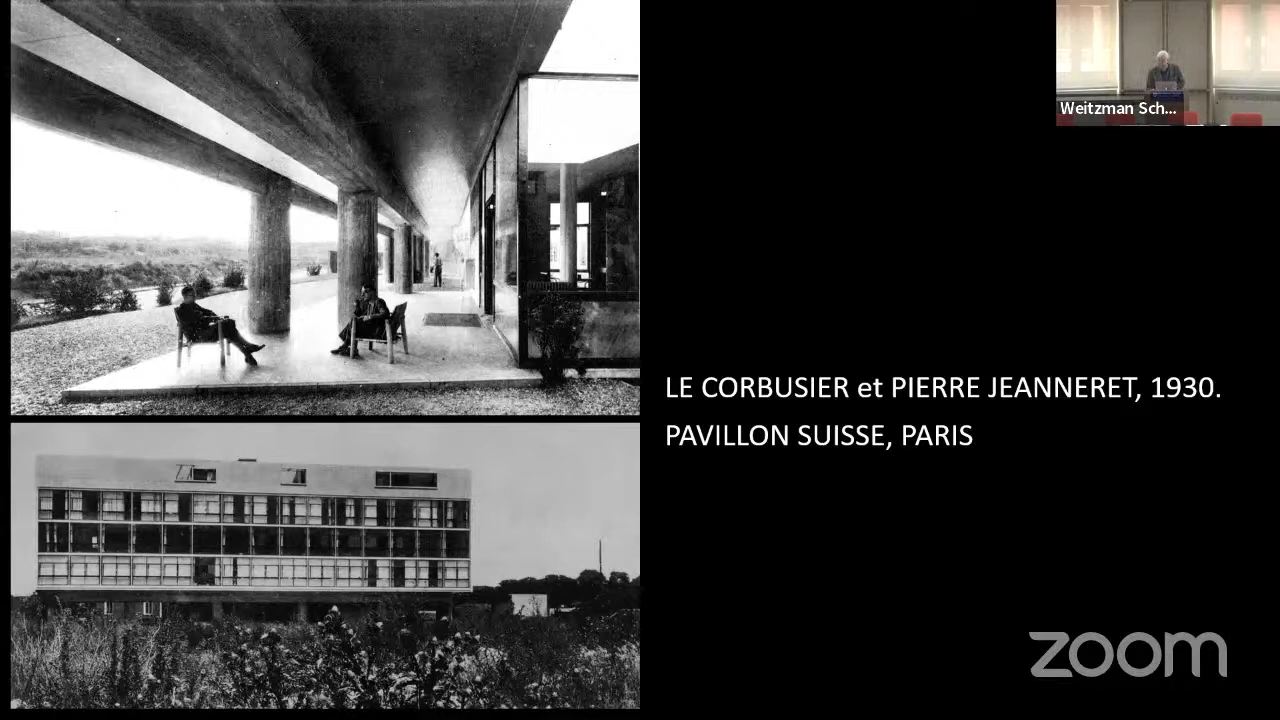 Weitzman Sch...
LE CORBUSIER et PIERRE JEANNERET, 1930.
PAVILLON SUISSE, PARIS
zoom